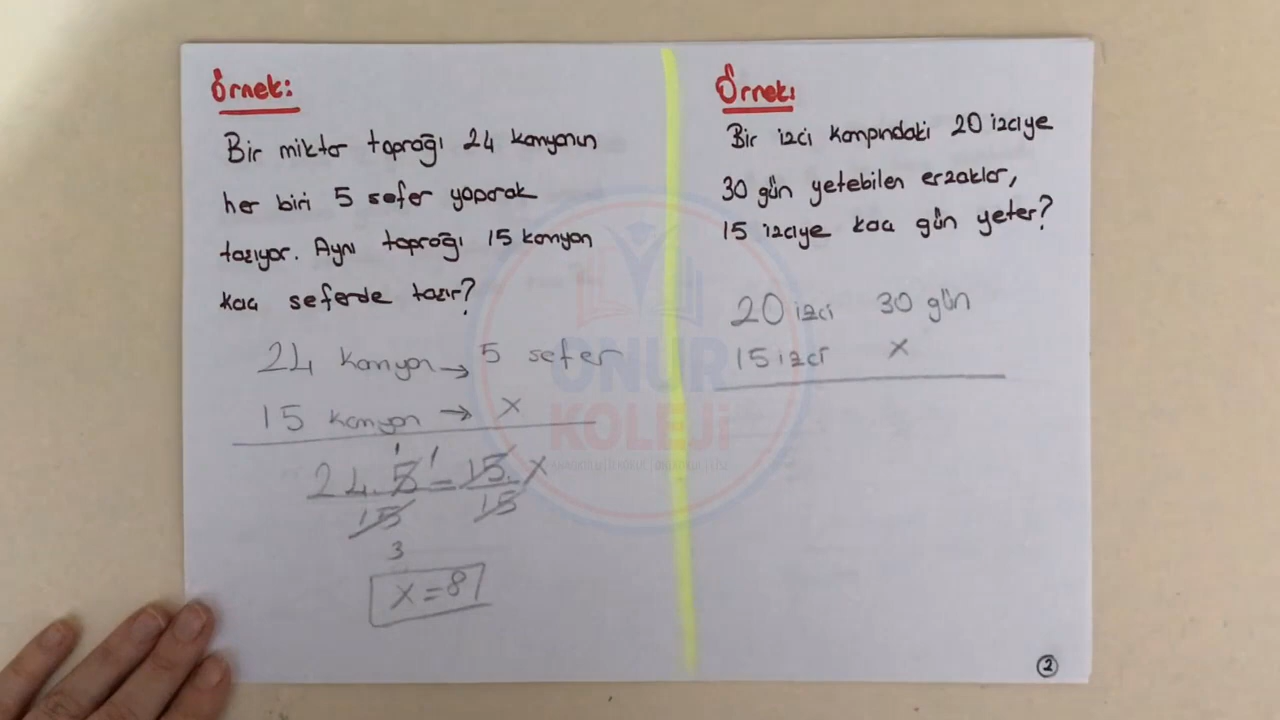 Örnek:
Bir miktar toprağı 24 kamyonun
her biri 5 sefer yaparak
taşıyor. Aynı toprağı 15 kamyon
kaç seferde taşır?
24 kamyon → 5 sefer
15 kamyon → x
24.5 = 15.x
15 15
3
x=8
Örnek:
Bir izci kampındaki 20 izciye
30 gün yetebilen erzaklar,
15 izciye kaç gün yeter?
20 izci 30 gün
15 izci x
ONUR
KOLEJİ
2